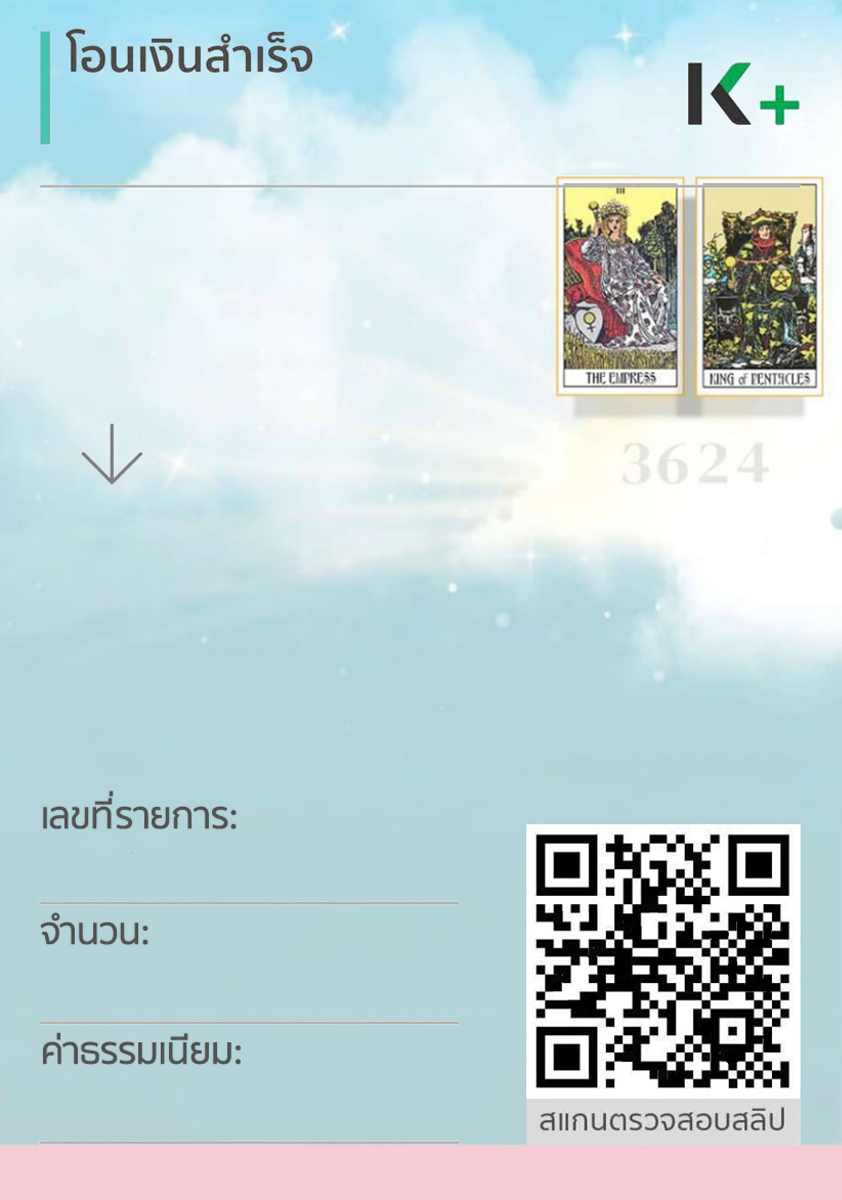 โอนเงินสำเร็จ
K+
III
THE EMPRESS
KING of PENTACLES
3624
เลขที่รายการ:
จำนวน:
ค่าธรรมเนียม:
สแกนตรวจสอบสลิป